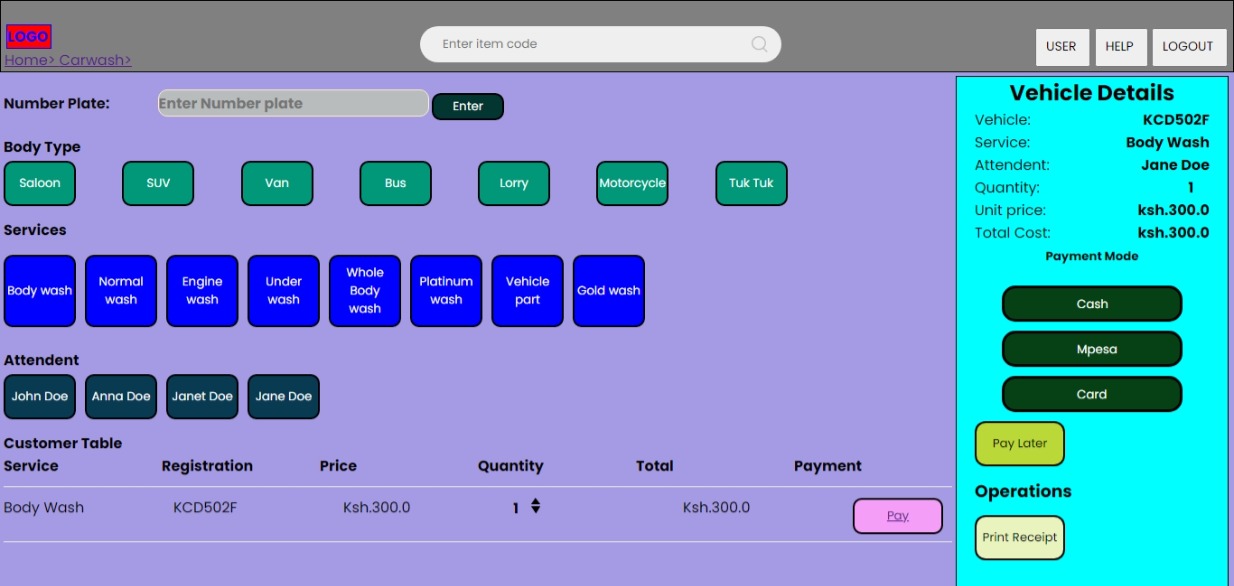 LOGO
Home> Carwash>
Enter item code
USER HELP LOGOUT
Number Plate: Enter Number plate Enter
Body Type
Saloon SUV Van Bus Lorry Motorcycle Tuk Tuk
Services
Body wash
Normal
wash
Engine
wash
Under
wash
Whole
Body
wash
Platinum
wash
Vehicle
part
Gold wash
Attendent
John Doe Anna Doe Janet Doe Jane Doe
Customer Table
Service Registration Price Quantity Total Payment
Body Wash KCD502F Ksh.300.0 1 Ksh.300.0 Pay
Vehicle Details
Vehicle: KCD502F
Service: Body Wash
Attendent: Jane Doe
Quantity: 1
Unit price: ksh.300.0
Total Cost: ksh.300.0
Payment Mode
Cash
Mpesa
Card
Pay Later
Operations
Print Receipt